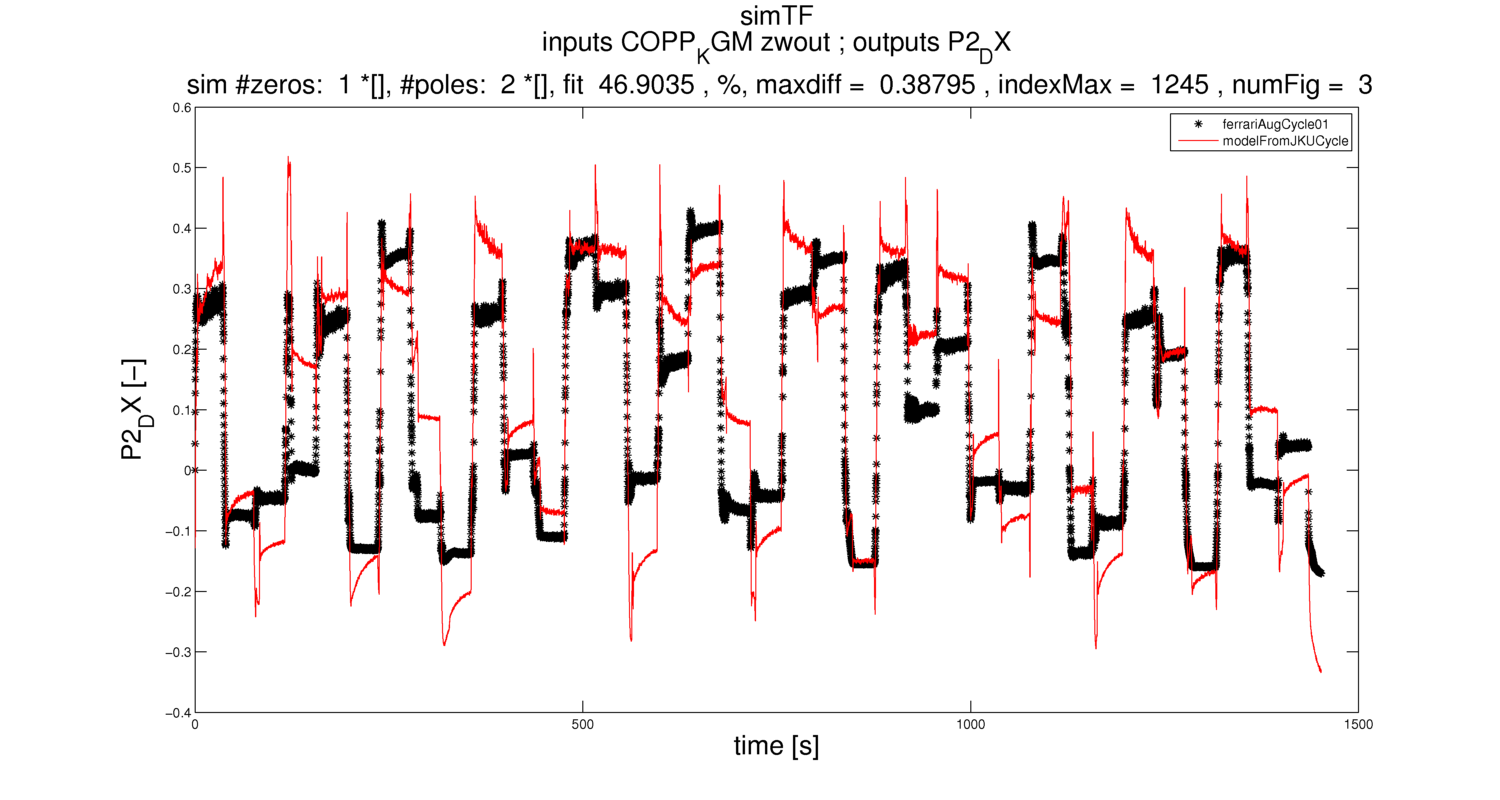 simTF
inputs COPP_KGM zwout ; outputs P2_DX
sim #zeros: 1 *[], #poles: 2 *[], fit 46.9035 , %, maxdiff = 0.38795 , indexMax = 1245 , numFig = 3
ferrariAugCycle01
modelFromJKUCycle
0.6
0.5
0.4
0.3
0.2
0.1
0
−0.1
−0.2
−0.3
−0.4
P2_DX [−]
0
500
1000
1500
time [s]